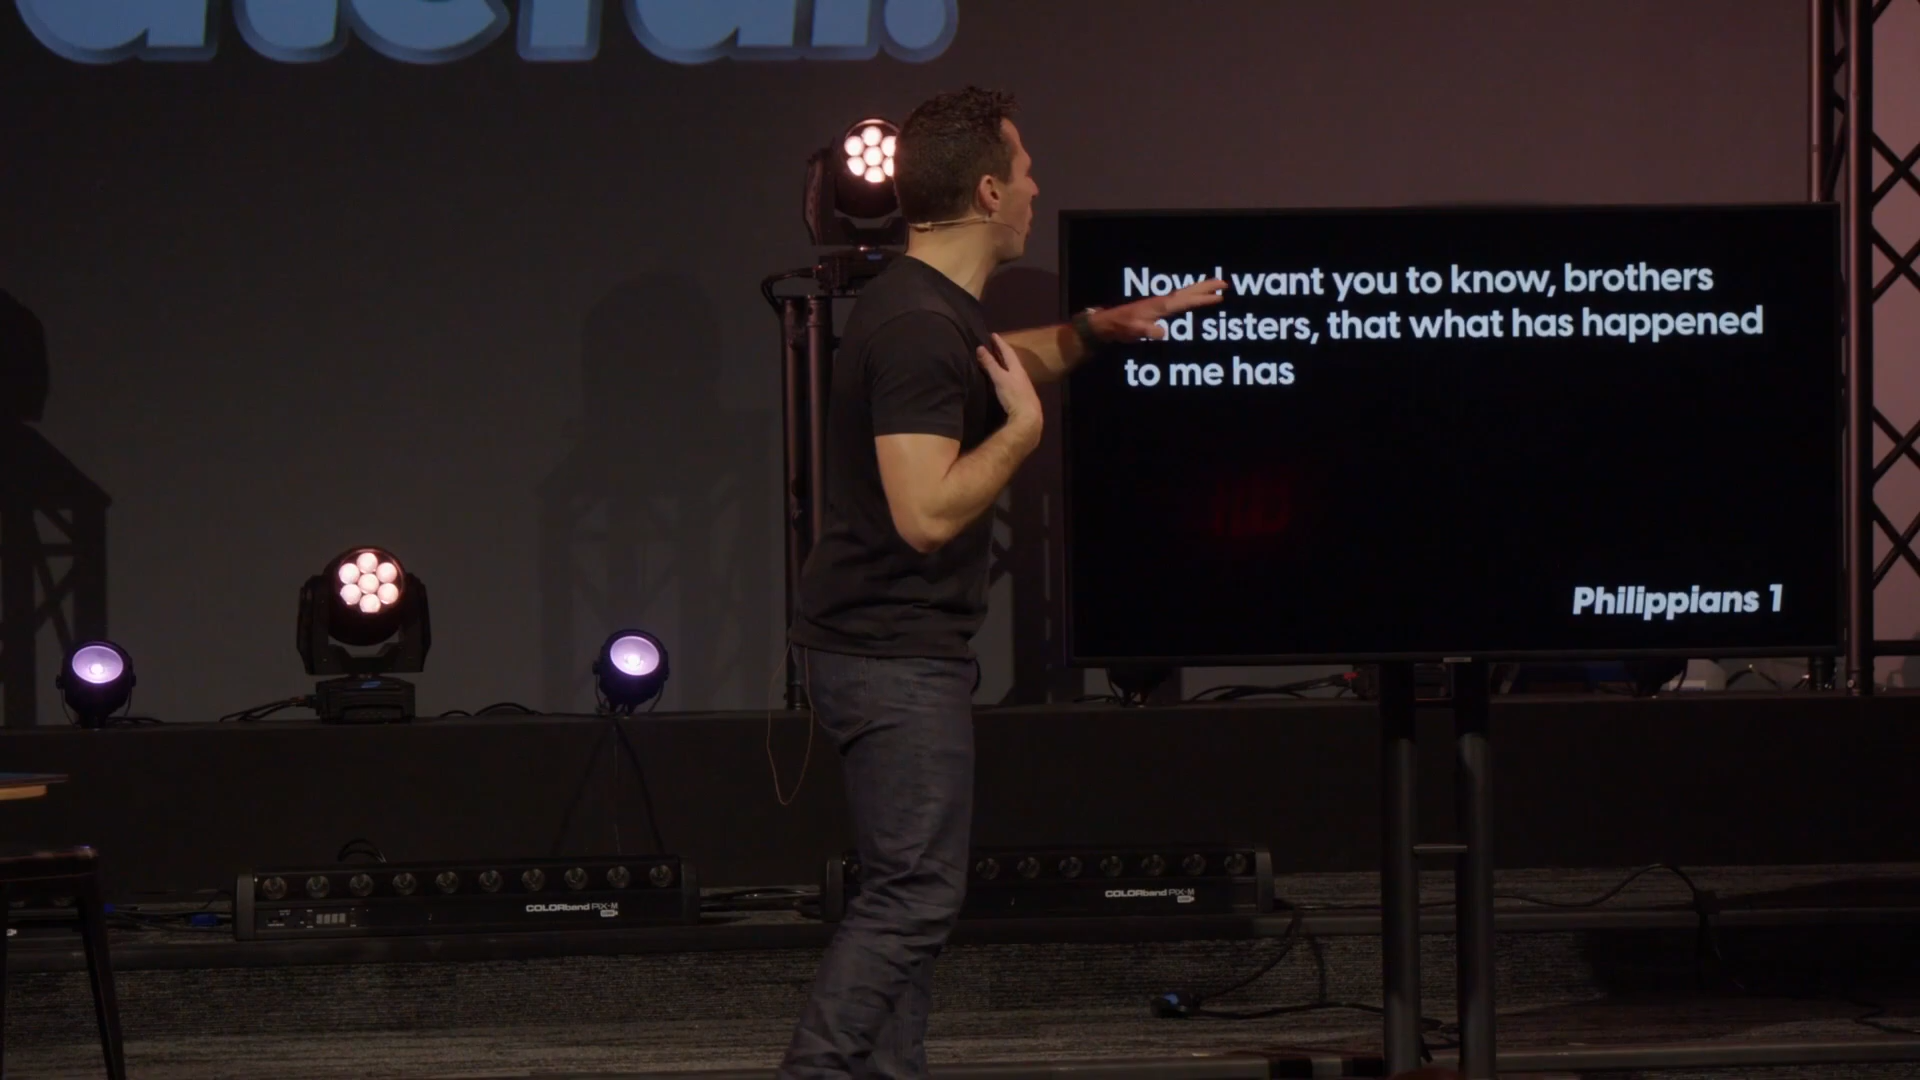 Now I want you to know, brothers
and sisters, that what has happened
to me has
Philippians 1
COLORband PiX-M
COLORband PiX-M